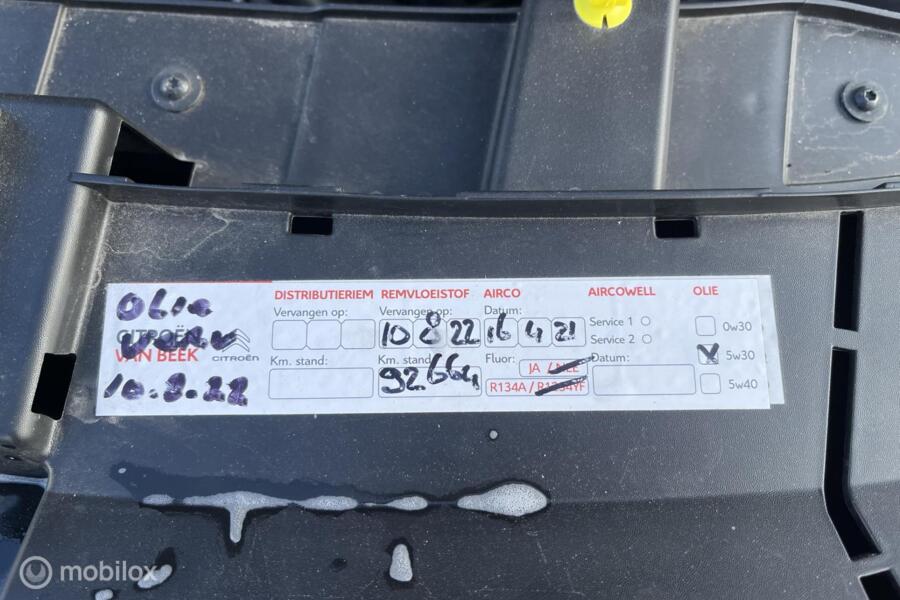 Olie
CITROËN
VAN BEEK
CITROËN
10.8.22
DISTRIBUTIERIEM REMVLOEISTOF AIRCO AIRCOWELL OLIE
Vervangen op: Vervangen op: Datum:
10 8 22 16 4 21
Service 1
Service 2
0w30
5w30
5w40
Km. stand: Km. stand: Fluor: JA / NEE Datum:
92664
R134A / R1234YF
mobilox